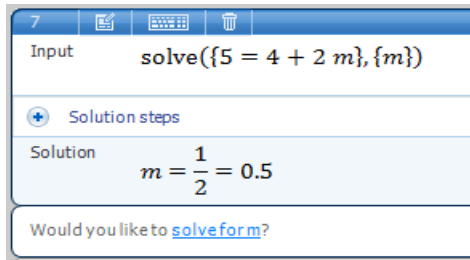 7
Input solve({5 = 4 + 2 m}, {m})
Solution steps
Solution m = 1/2 = 0.5
Would you like to solve for m?